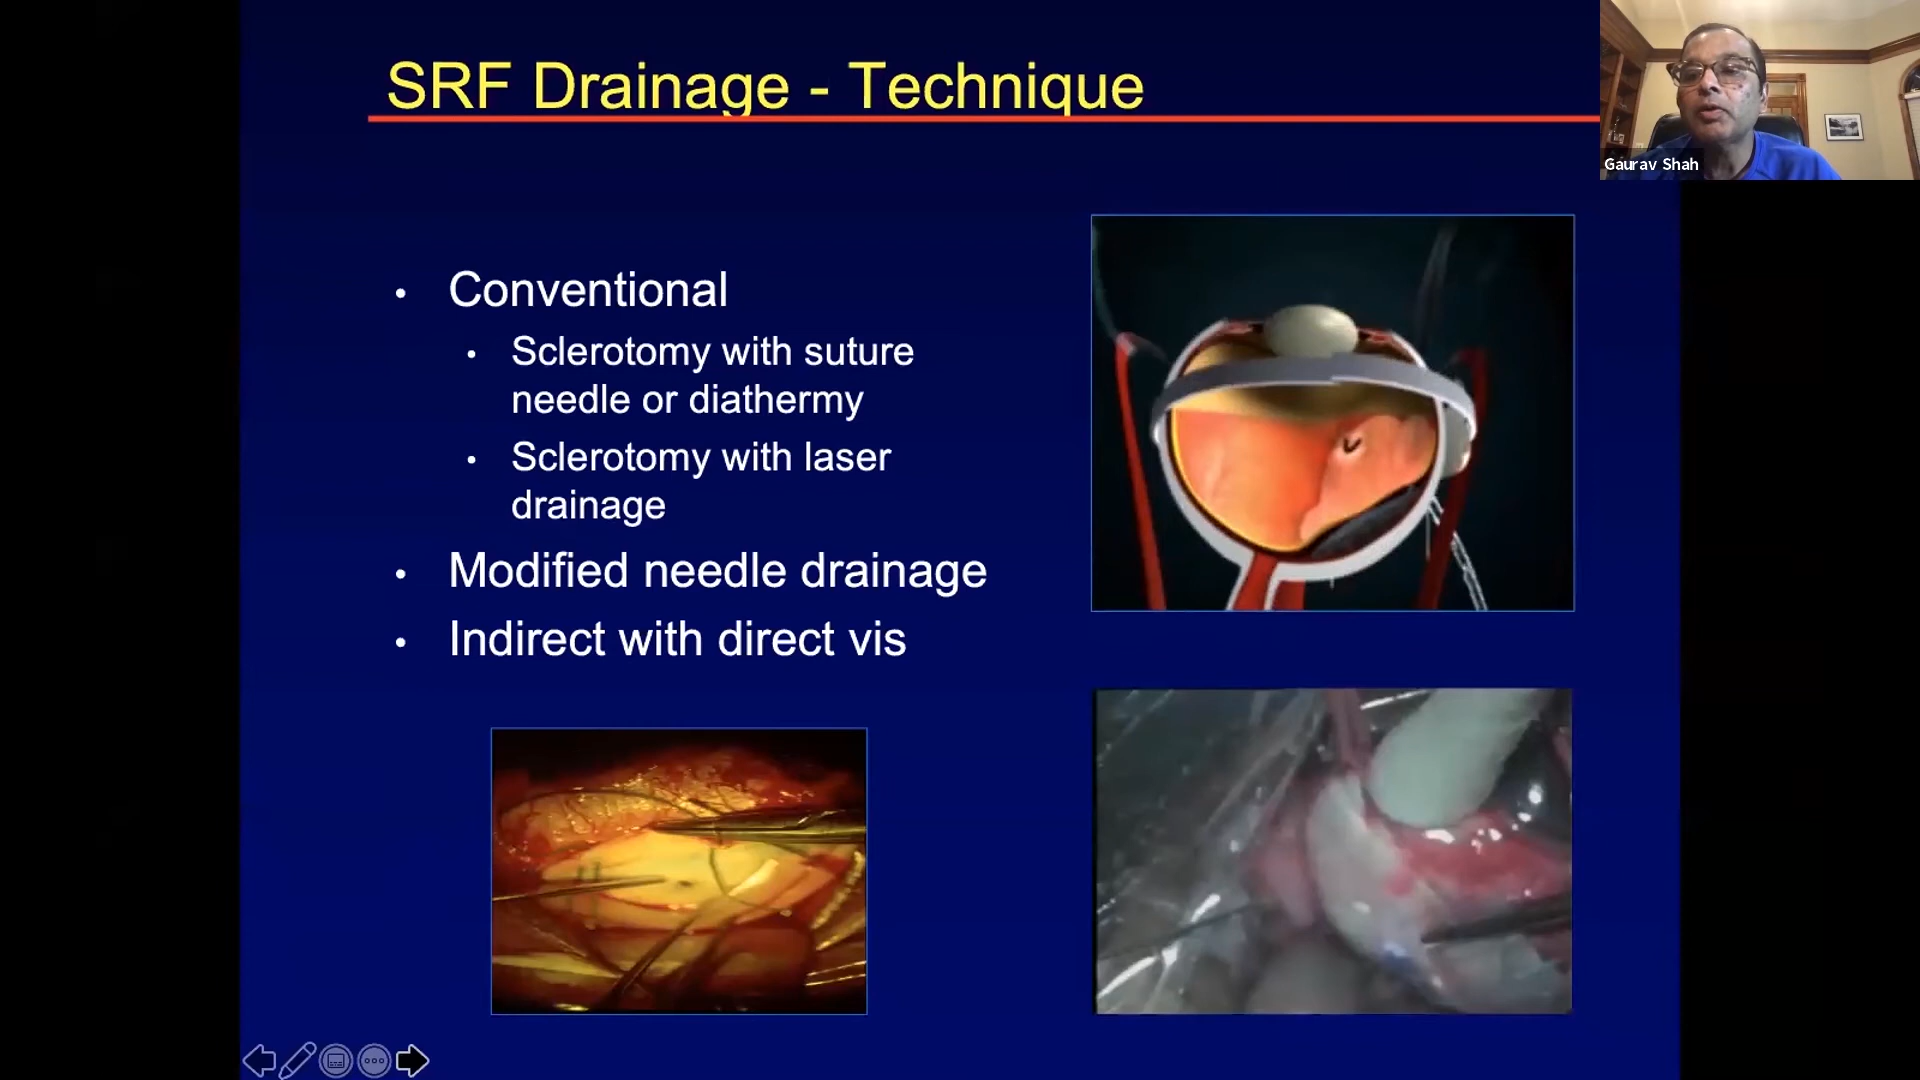 SRF Drainage - Technique
Gaurav Shah
• Conventional
• Sclerotomy with suture
needle or diathermy
• Sclerotomy with laser
drainage
• Modified needle drainage
• Indirect with direct vis